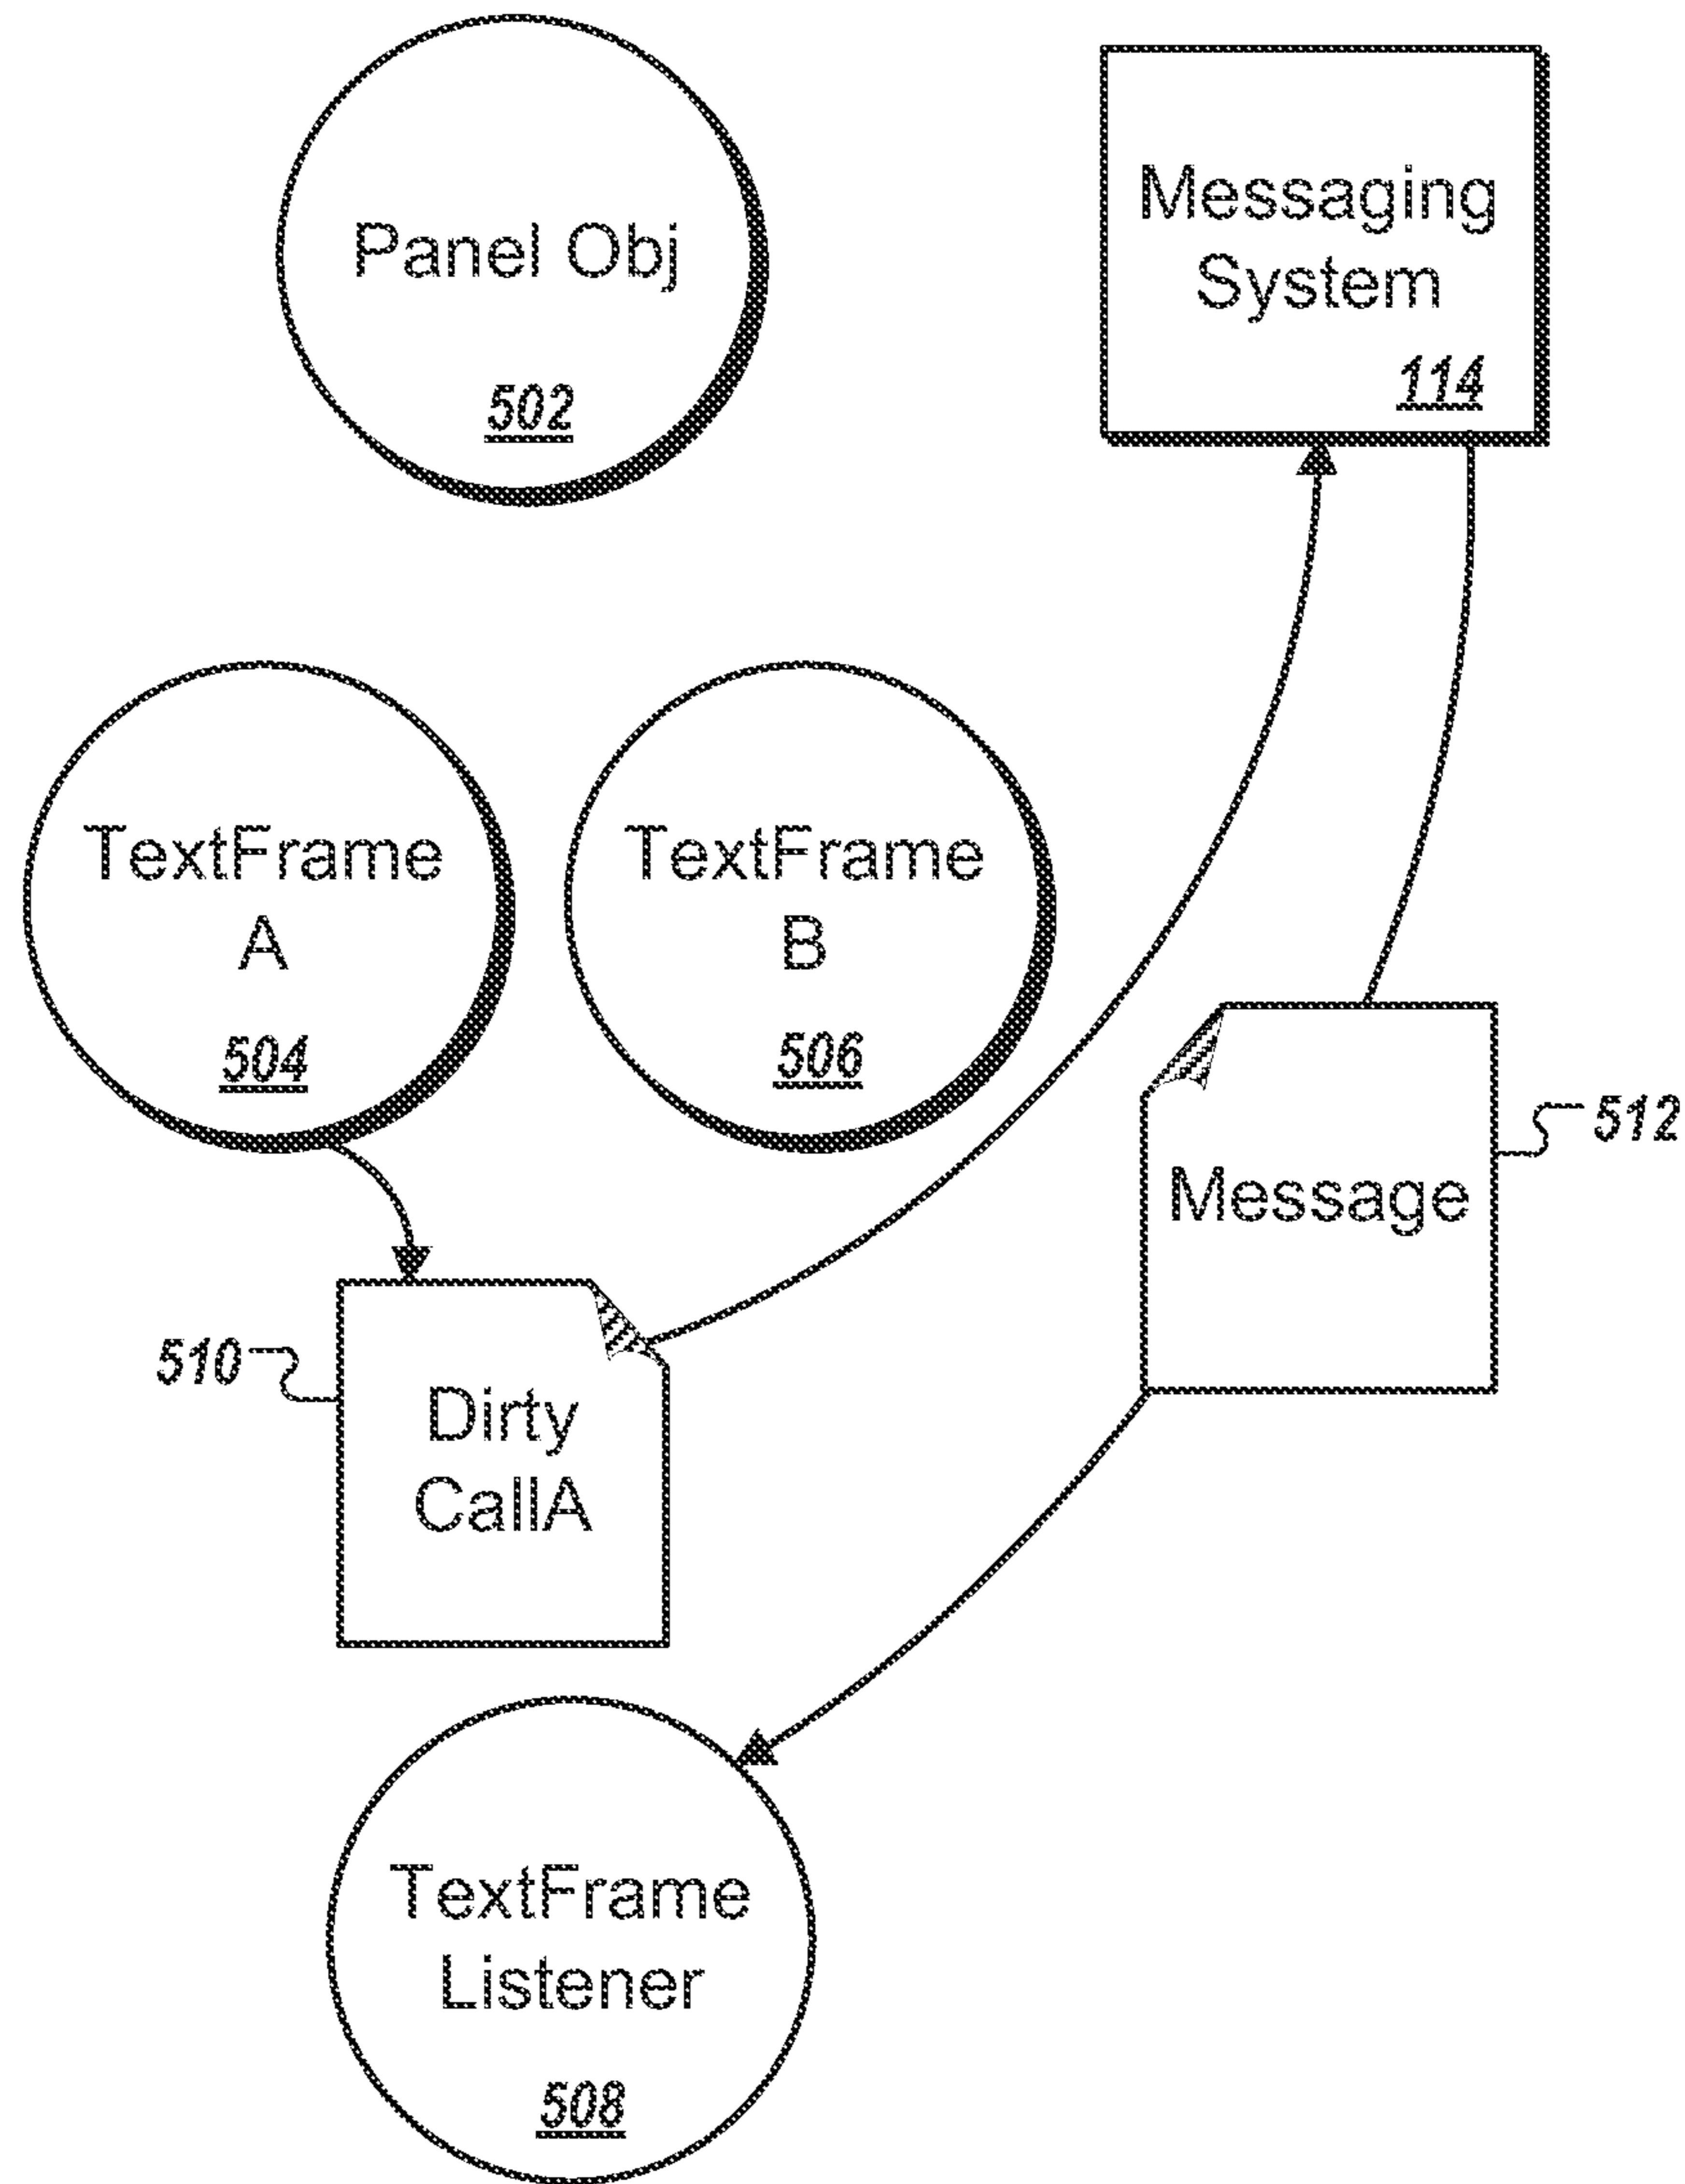 Panel Obj
502
Messaging
System
114
TextFrame
A
504
TextFrame
B
506
Message
512
510
Dirty
CallA
TextFrame
Listener
508